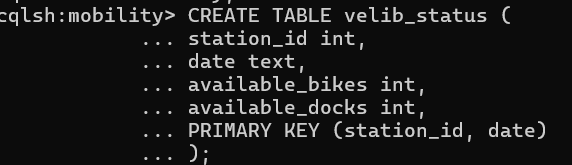 cqlsh:mobility> CREATE TABLE velib_status (
... station_id int,
... date text,
... available_bikes int,
... available_docks int,
... PRIMARY KEY (station_id, date)
... );